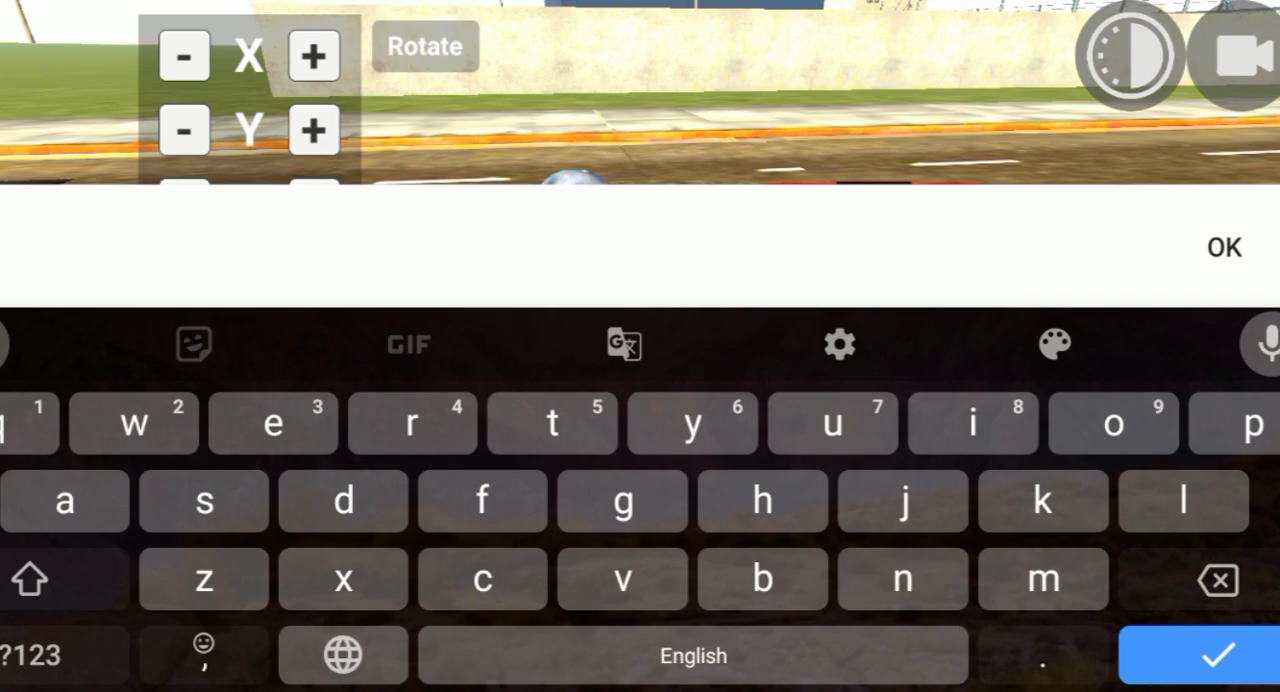 - X + Rotate
- Y +
OK
GIF G
q 1 w 2 e 3 r 4 t 5 y 6 u 7 i 8 o 9 p
a s d f g h j k l
z x c v b n m
?123 , English .